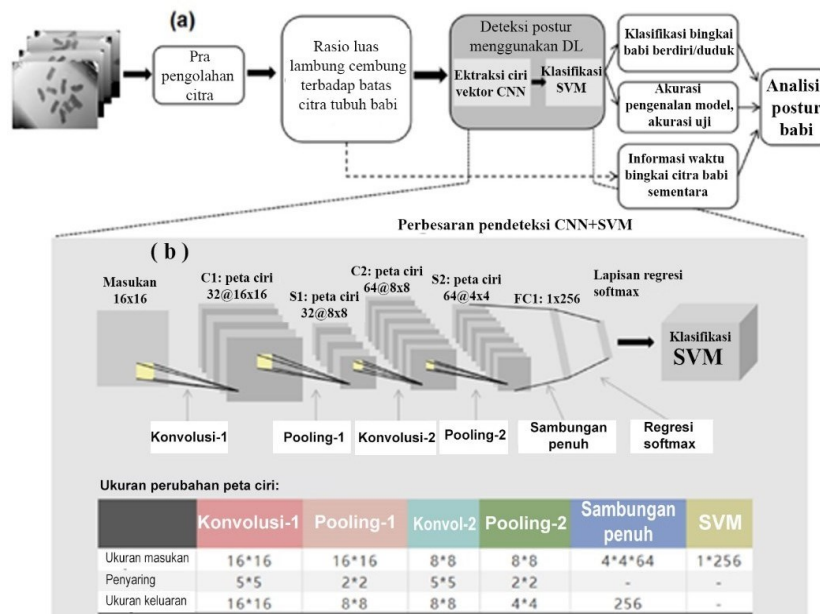 (a)
Pra
pengolahan
citra
Rasio luas
lambung cembung
terhadap batas
citra tubuh babi
Deteksi postur
menggunakan DL
Ektraksi ciri
vektor CNN
Klasifikasi
SVM
Klasifikasi bingkai
babi berdiri/duduk
Akurasi
pengenalan model,
akurasi uji
Informasi waktu
bingkai citra babi
sementara
Analisi
postur
babi
Perbesaran pendeteksi CNN+SVM
( b )
Masukan
16x16
C1: peta ciri
32@16x16
S1: peta ciri
32@8x8
C2: peta ciri
64@8x8
S2: peta ciri
64@4x4
FC1: 1x256
Lapisan regresi
softmax
Klasifikasi
SVM
Konvolusi-1
Pooling-1
Konvolusi-2
Pooling-2
Sambungan
penuh
Regresi
softmax
Ukuran perubahan peta ciri:
Konvolusi-1 Pooling-1 Konvol-2 Pooling-2 Sambungan penuh SVM
Ukuran masukan 16*16 16*16 8*8 8*8 4*4*64 1*256
Penyaring 5*5 2*2 5*5 2*2 - -
Ukuran keluaran 16*16 8*8 8*8 4*4 256 -